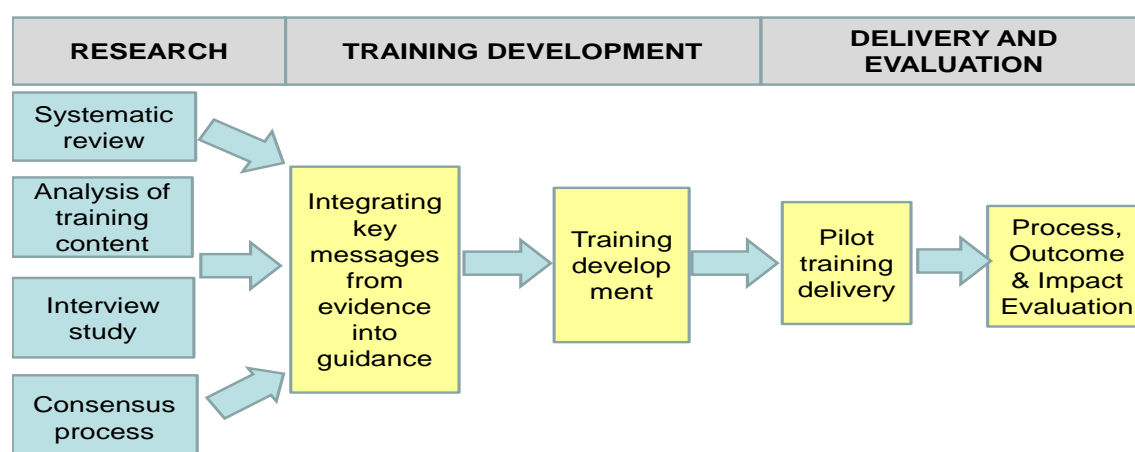 RESEARCH
TRAINING DEVELOPMENT
DELIVERY AND
EVALUATION
Systematic
review
Analysis of
training
content
Interview
study
Consensus
process
Integrating
key
messages
from
evidence
into
guidance
Training
develop
ment
Pilot
training
delivery
Process,
Outcome
& Impact
Evaluation